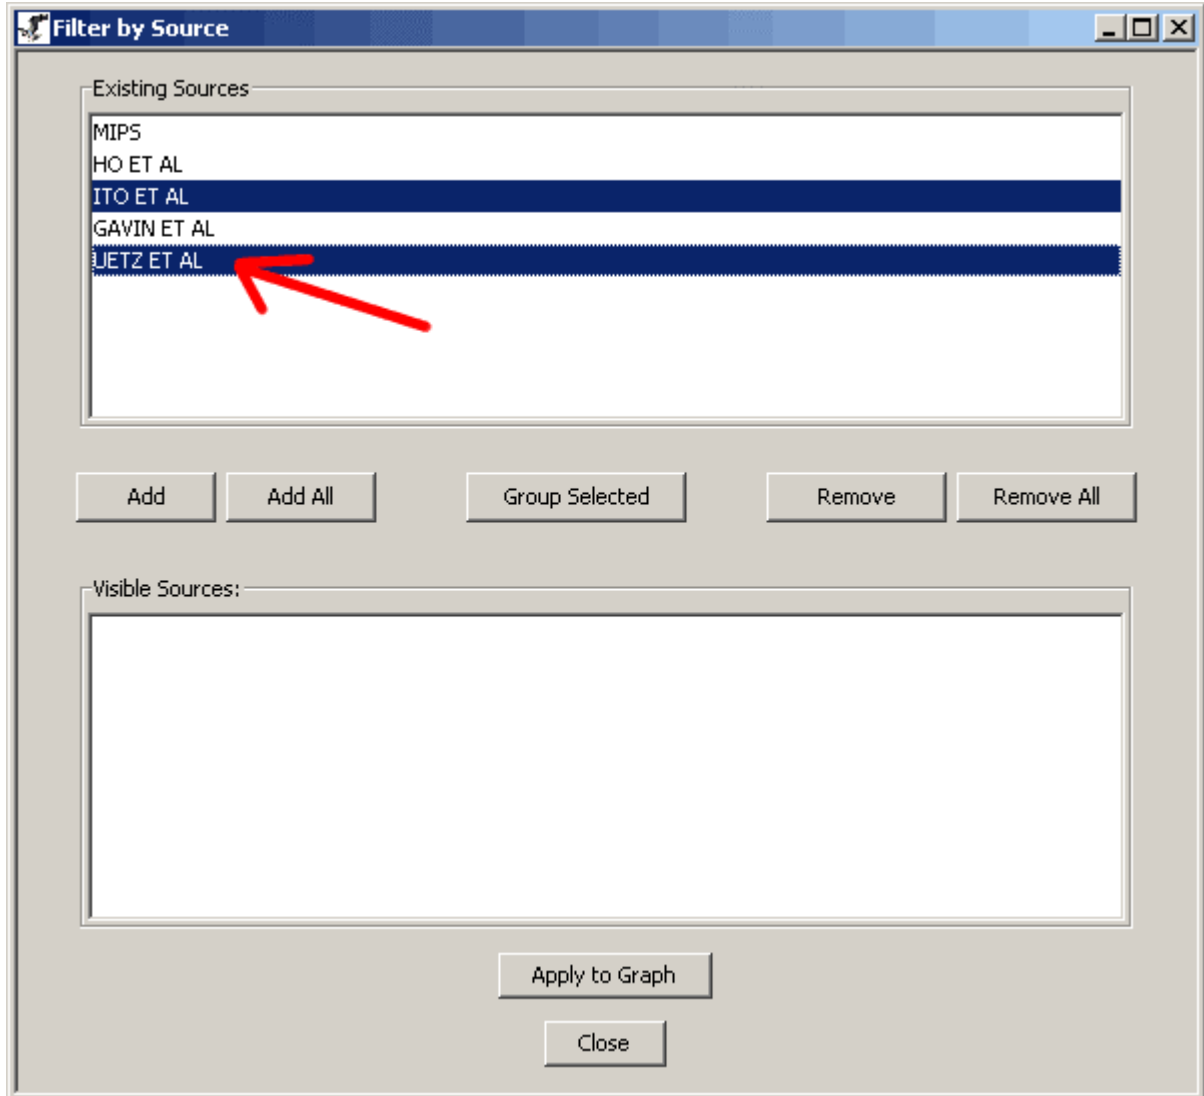 Filter by Source
Existing Sources
MIPS
HO ET AL
ITO ET AL
GAVIN ET AL
UETZ ET AL
Add Add All Group Selected Remove Remove All
Visible Sources:
Apply to Graph
Close